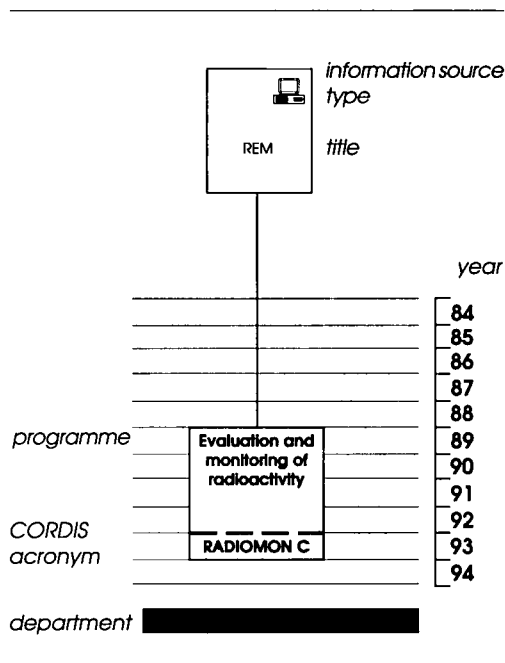 information source
type
REM
title
year
84
85
86
87
88
programme
Evaluation and
monitoring of
radioactivity
89
90
91
92
CORDIS
acronym
RADIOMON C
93
94
department